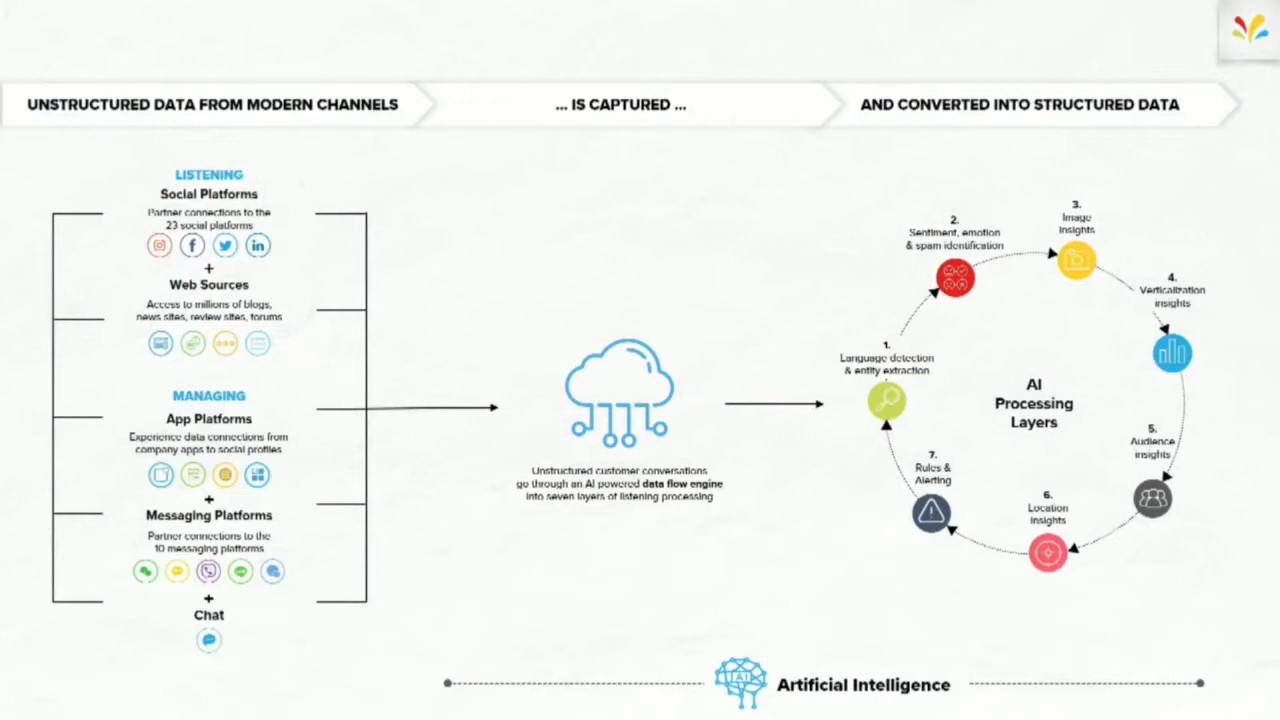 UNSTRUCTURED DATA FROM MODERN CHANNELS
... IS CAPTURED ...
AND CONVERTED INTO STRUCTURED DATA
LISTENING
Social Platforms
Partner connections to the
23 social platforms
+
Web Sources
Access to millions of blogs,
news sites, review sites, forums
MANAGING
App Platforms
Experience data connections from
company apps to social profiles
+
Messaging Platforms
Partner connections to the
10 messaging platforms
+
Chat
Unstructured customer conversations
go through an AI powered data flow engine
into seven layers of listening processing
1.
Language detection
& entity extraction
2.
Sentiment, emotion
& spam identification
3.
Image
Insights
4.
Verticalization
insights
5.
Audience
insights
6.
Location
Insights
7.
Rules &
Alerting
AI
Processing
Layers
AI
Artificial Intelligence